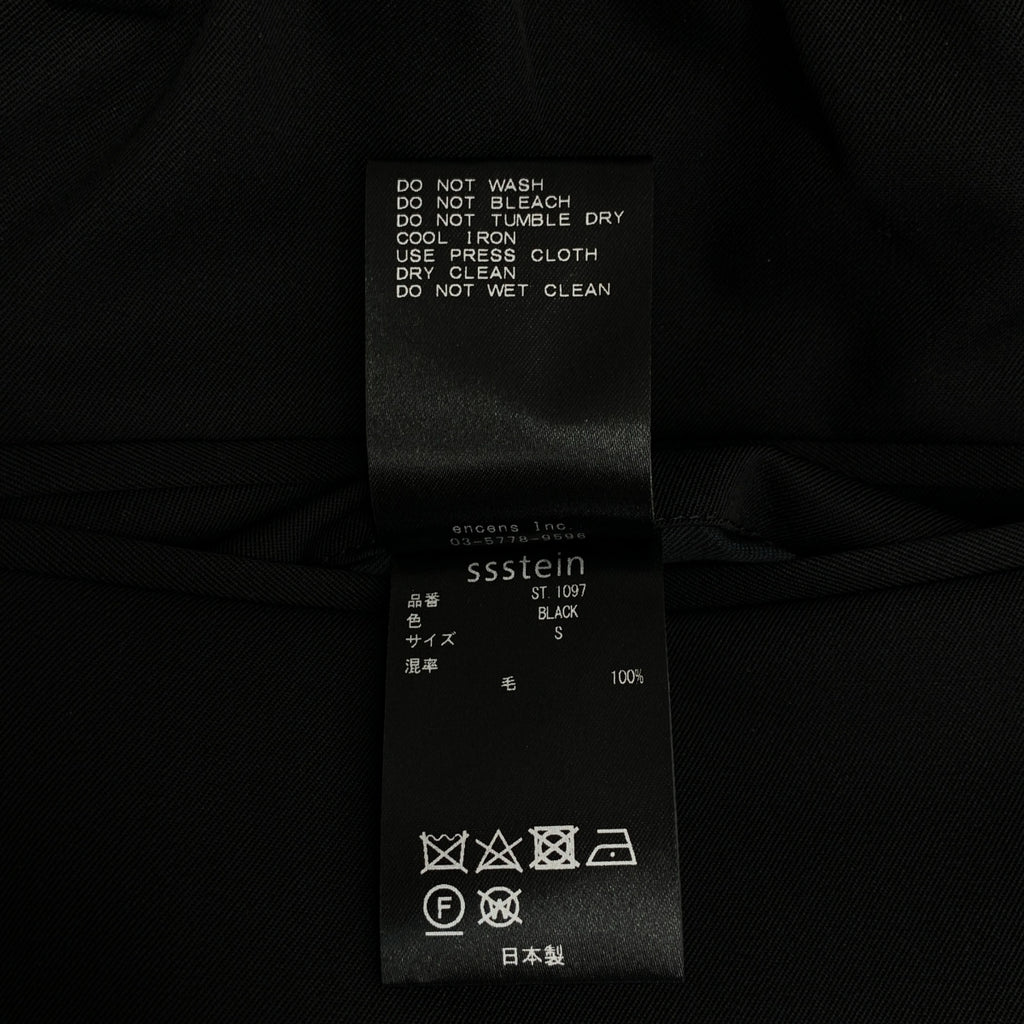 DO NOT WASH
DO NOT BLEACH
DO NOT TUMBLE DRY
COOL IRON
USE PRESS CLOTH
DRY CLEAN
DO NOT WET CLEAN
encens Inc.
03-5778-9596
ssstein
品番 ST.1097
色 BLACK
サイズ S
混率
毛 100%
F W
日本製